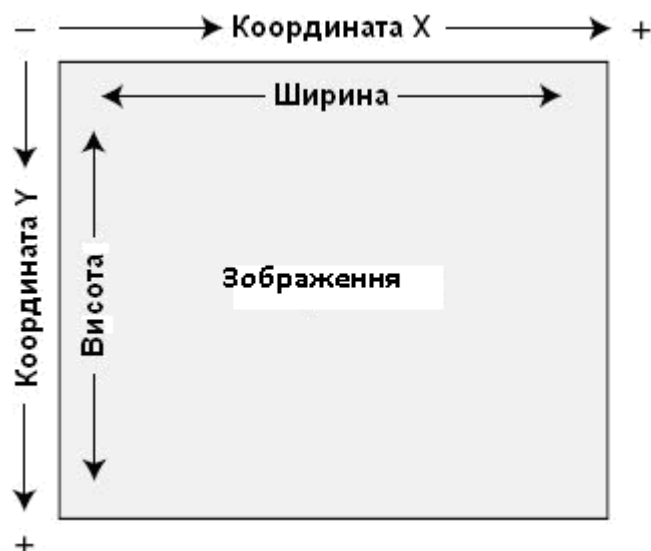 – Координата X +
Ширина
Координата Y
Висота
Зображення
+